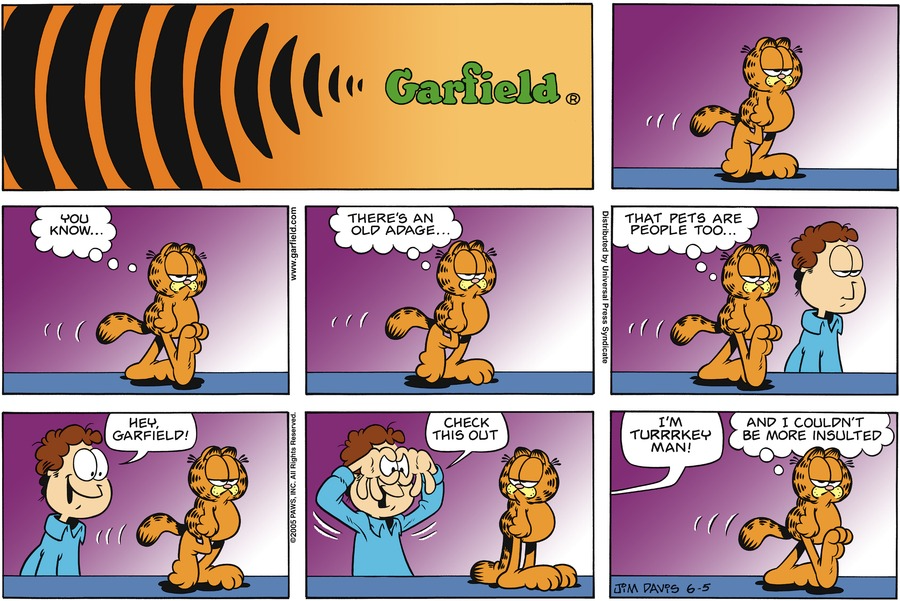 Garfield ®
YOU
KNOW...
www.garfield.com
THERE'S AN
OLD ADAGE...
Distributed by Universal Press Syndicate
THAT PETS ARE
PEOPLE TOO...
HEY,
GARFIELD!
©2005 PAWS, INC. All Rights Reserved.
CHECK
THIS OUT
I'M
TURRRKEY
MAN!
AND I COULDN'T
BE MORE INSULTED
JIM DAVIS 6-5